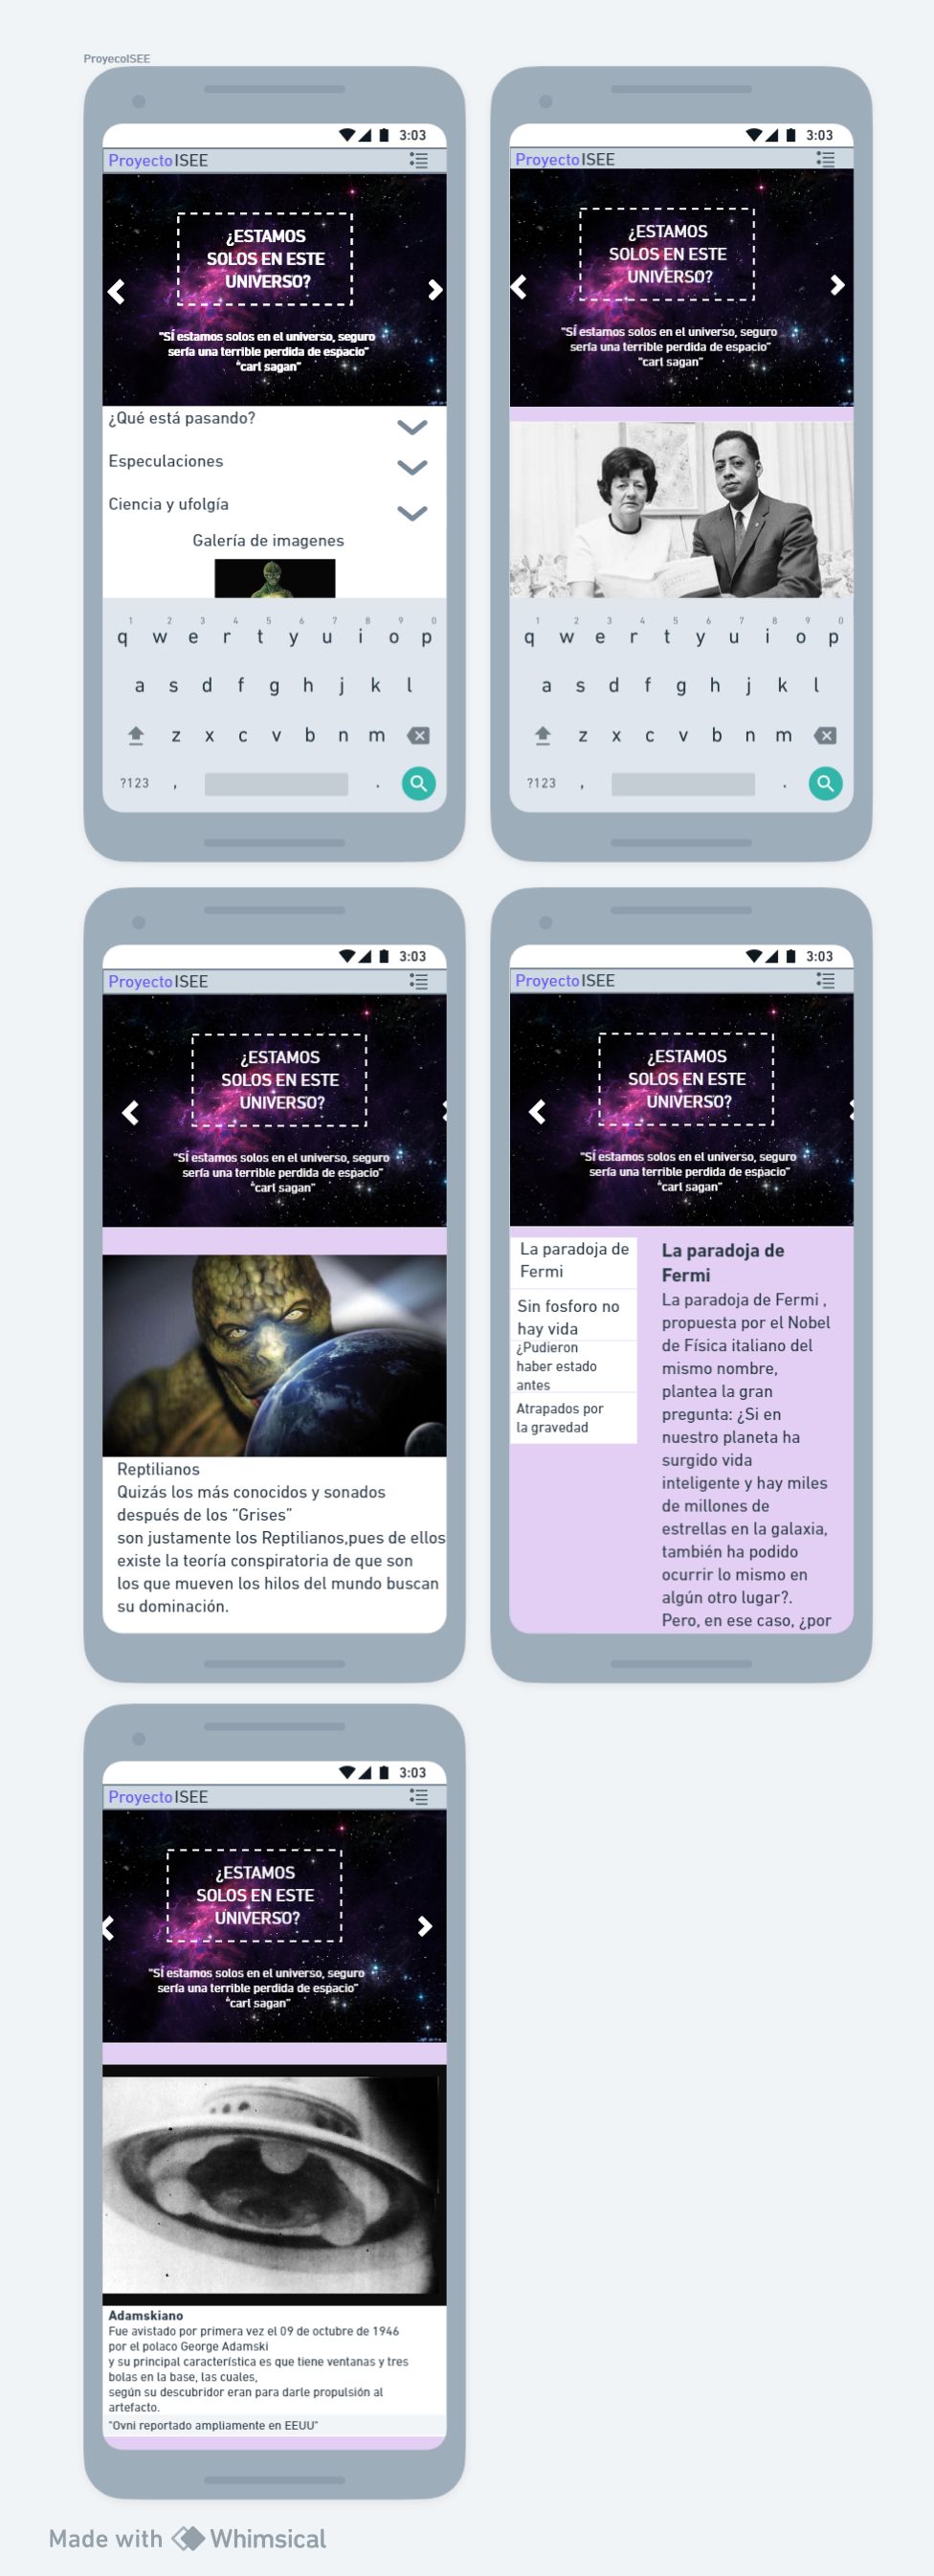 ProyecoISEE
3:03
Proyecto ISEE
¿ESTAMOS
SOLOS EN ESTE
UNIVERSO?
"SÍ estamos solos en el universo, seguro
sería una terrible perdida de espacio"
"carl sagan"
¿Qué está pasando?
Especulaciones
Ciencia y ufolgía
Galería de imagenes
1 2 3 4 5 6 7 8 9 0
q w e r t y u i o p
a s d f g h j k l
z x c v b n m
?123 , .
3:03
Proyecto ISEE
¿ESTAMOS
SOLOS EN ESTE
UNIVERSO?
"SÍ estamos solos en el universo, seguro
sería una terrible perdida de espacio"
"carl sagan"
1 2 3 4 5 6 7 8 9 0
q w e r t y u i o p
a s d f g h j k l
z x c v b n m
?123 , .
3:03
Proyecto ISEE
¿ESTAMOS
SOLOS EN ESTE
UNIVERSO?
"SÍ estamos solos en el universo, seguro
sería una terrible perdida de espacio"
"carl sagan"
Reptilianos
Quizás los más conocidos y sonados
después de los “Grises”
son justamente los Reptilianos,pues de ellos
existe la teoría conspiratoria de que son
los que mueven los hilos del mundo buscan
su dominación.
3:03
Proyecto ISEE
¿ESTAMOS
SOLOS EN ESTE
UNIVERSO?
"SÍ estamos solos en el universo, seguro
sería una terrible perdida de espacio"
"carl sagan"
La paradoja de
Fermi
Sin fosforo no
hay vida
¿Pudieron
haber estado
antes
Atrapados por
la gravedad
La paradoja de
Fermi
La paradoja de Fermi ,
propuesta por el Nobel
de Física italiano del
mismo nombre,
plantea la gran
pregunta: ¿Si en
nuestro planeta ha
surgido vida
inteligente y hay miles
de millones de
estrellas en la galaxia,
también ha podido
ocurrir lo mismo en
algún otro lugar?.
Pero, en ese caso, ¿por
3:03
Proyecto ISEE
¿ESTAMOS
SOLOS EN ESTE
UNIVERSO?
"SÍ estamos solos en el universo, seguro
sería una terrible perdida de espacio"
"carl sagan"
Adamskiano
Fue avistado por primera vez el 09 de octubre de 1946
por el polaco George Adamski
y su principal característica es que tiene ventanas y tres
bolas en la base, las cuales,
según su descubridor eran para darle propulsión al
artefacto.
"Ovni reportado ampliamente en EEUU"
Made with Whimsical